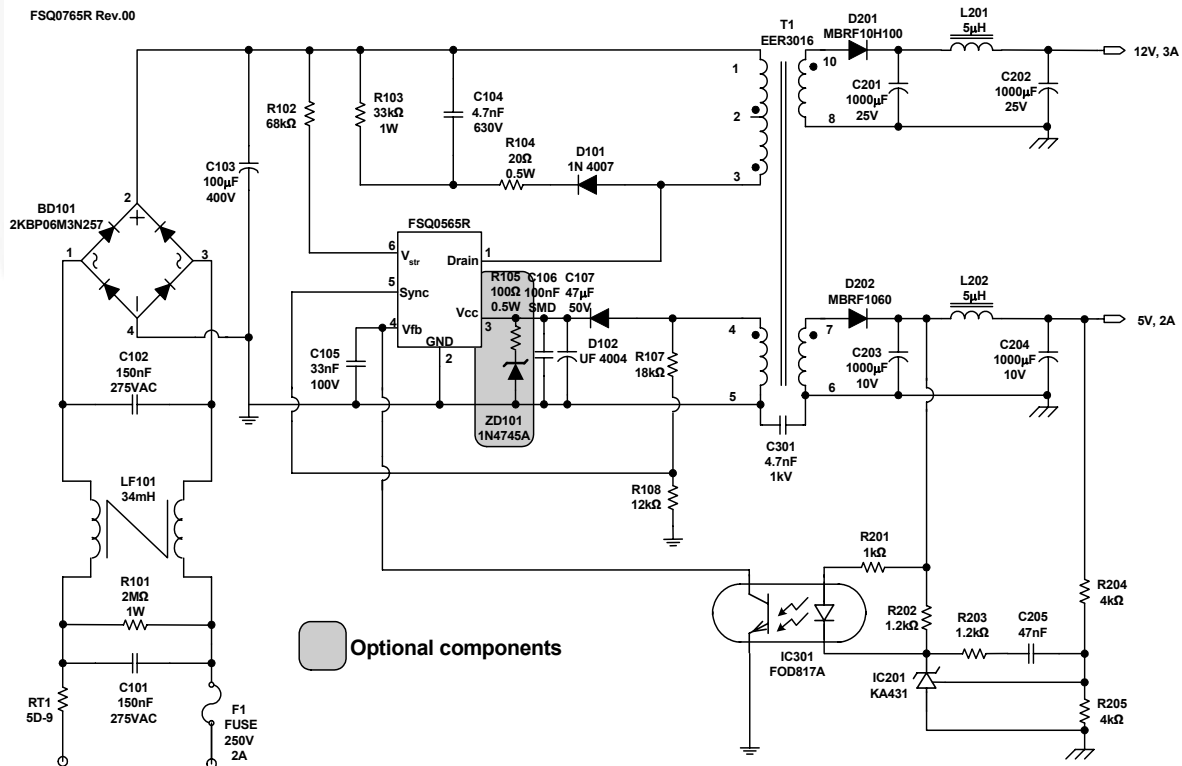 FSQ0765R Rev.00
T1
EER3016
D201
MBRF10H100
L201
5μH
12V, 3A
1
2
3
10
8
C201
1000μF
25V
C202
1000μF
25V
R102
68kΩ
R103
33kΩ
1W
C104
4.7nF
630V
R104
20Ω
0.5W
D101
1N 4007
C103
100μF
400V
BD101
2KBP06M3N257
2
1
3
4
+
-
~
~
FSQ0565R
6
Vstr
Drain
1
5
Sync
4
Vfb
Vcc
3
GND
2
R105
100Ω
0.5W
C106
100nF
SMD
C107
47μF
50V
D102
UF 4004
C105
33nF
100V
ZD101
1N4745A
R107
18kΩ
R108
12kΩ
4
5
7
6
D202
MBRF1060
L202
5μH
5V, 2A
C203
1000μF
10V
C204
1000μF
10V
C301
4.7nF
1kV
C102
150nF
275VAC
LF101
34mH
R101
2MΩ
1W
C101
150nF
275VAC
RT1
5D-9
F1
FUSE
250V
2A
Optional components
R201
1kΩ
R202
1.2kΩ
R203
1.2kΩ
C205
47nF
R204
4kΩ
R205
4kΩ
IC301
FOD817A
IC201
KA431